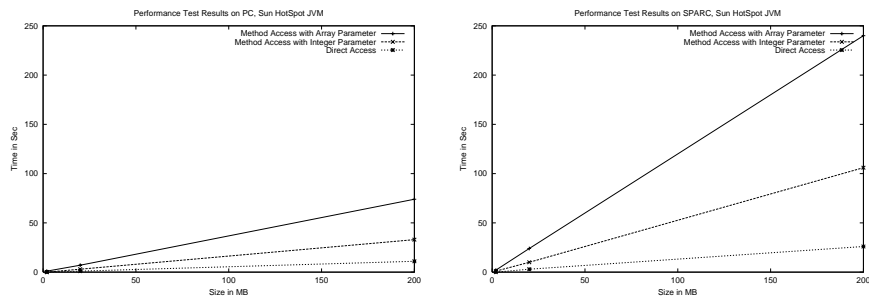 Performance Test Results on PC, Sun HotSpot JVM
Method Access with Array Parameter
Method Access with Integer Parameter
Direct Access
250
200
150
100
50
0
Time in Sec
0
50
100
150
200
Size in MB
Performance Test Results on SPARC, Sun HotSpot JVM
Method Access with Array Parameter
Method Access with Integer Parameter
Direct Access
250
200
150
100
50
0
Time in Sec
0
50
100
150
200
Size in MB